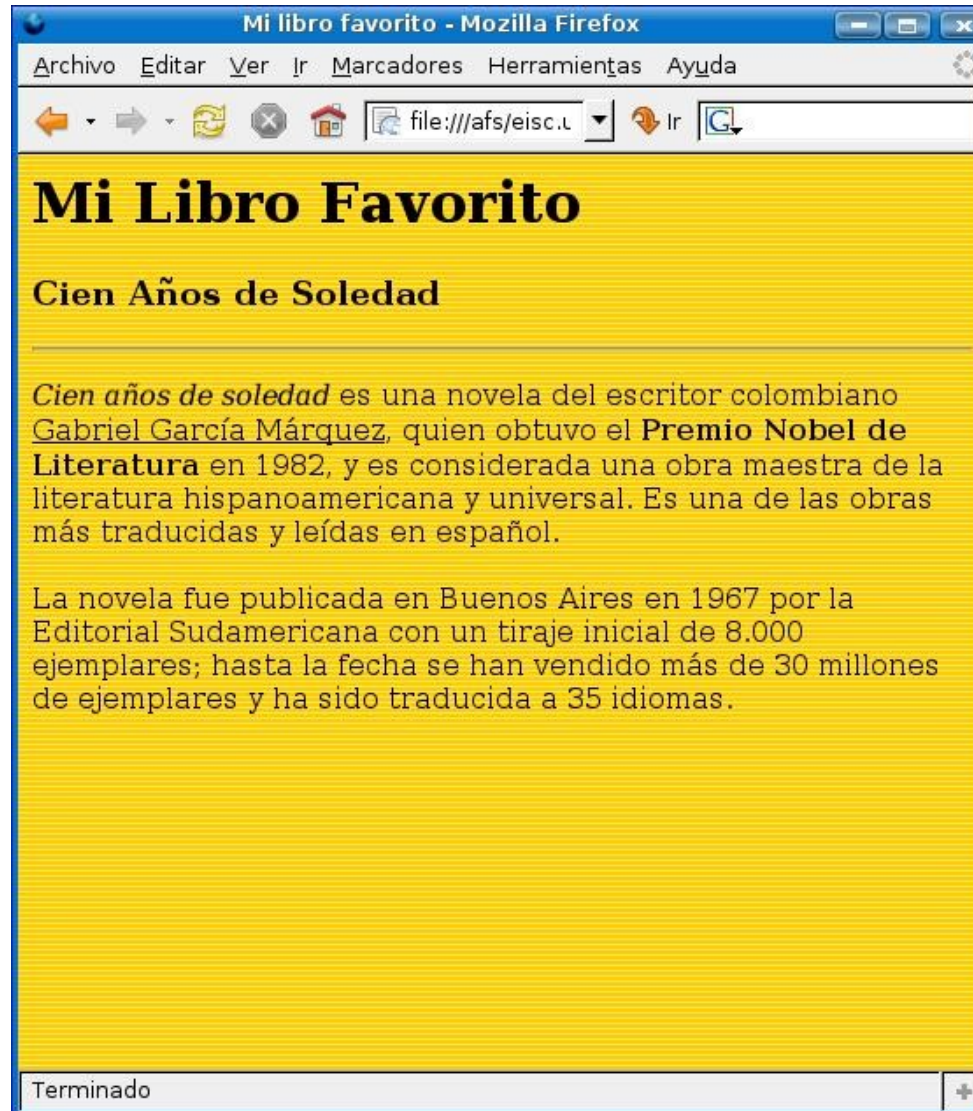 Mi libro favorito - Mozilla Firefox
Archivo Editar Ver Ir Marcadores Herramientas Ayuda
file:///afs/eisc.u Ir G
Mi Libro Favorito
Cien Años de Soledad
Cien años de soledad es una novela del escritor colombiano
Gabriel García Márquez, quien obtuvo el Premio Nobel de
Literatura en 1982, y es considerada una obra maestra de la
literatura hispanoamericana y universal. Es una de las obras
más traducidas y leídas en español.
La novela fue publicada en Buenos Aires en 1967 por la
Editorial Sudamericana con un tiraje inicial de 8.000
ejemplares; hasta la fecha se han vendido más de 30 millones
de ejemplares y ha sido traducida a 35 idiomas.
Terminado